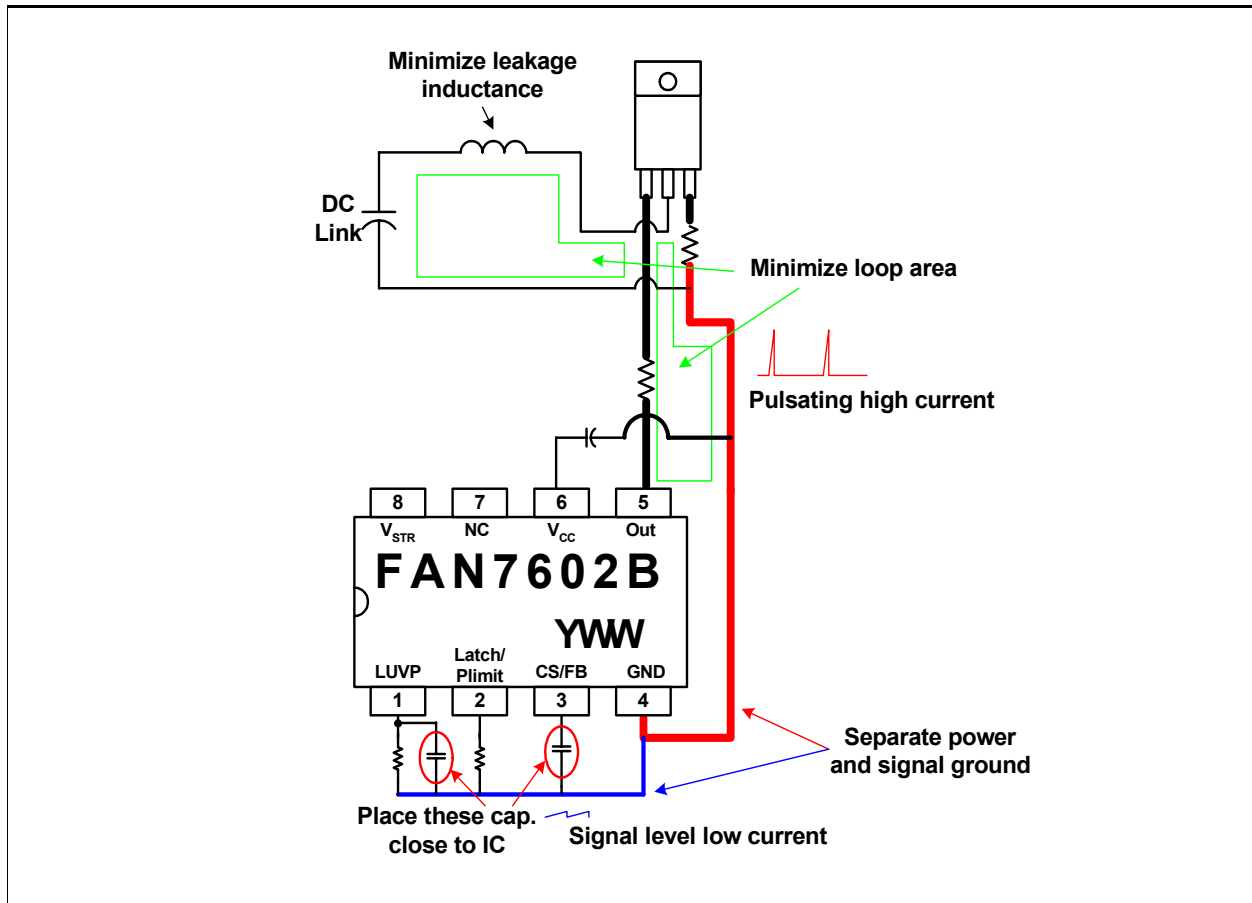 Minimize leakage
inductance
DC
Link
Minimize loop area
Pulsating high current
8
7
6
5
VSTR
NC
VCC
Out
FAN7602B
YWW
LUVP
Latch/
Plimit
CS/FB
GND
1
2
3
4
Separate power
and signal ground
Place these cap.
close to IC
Signal level low current